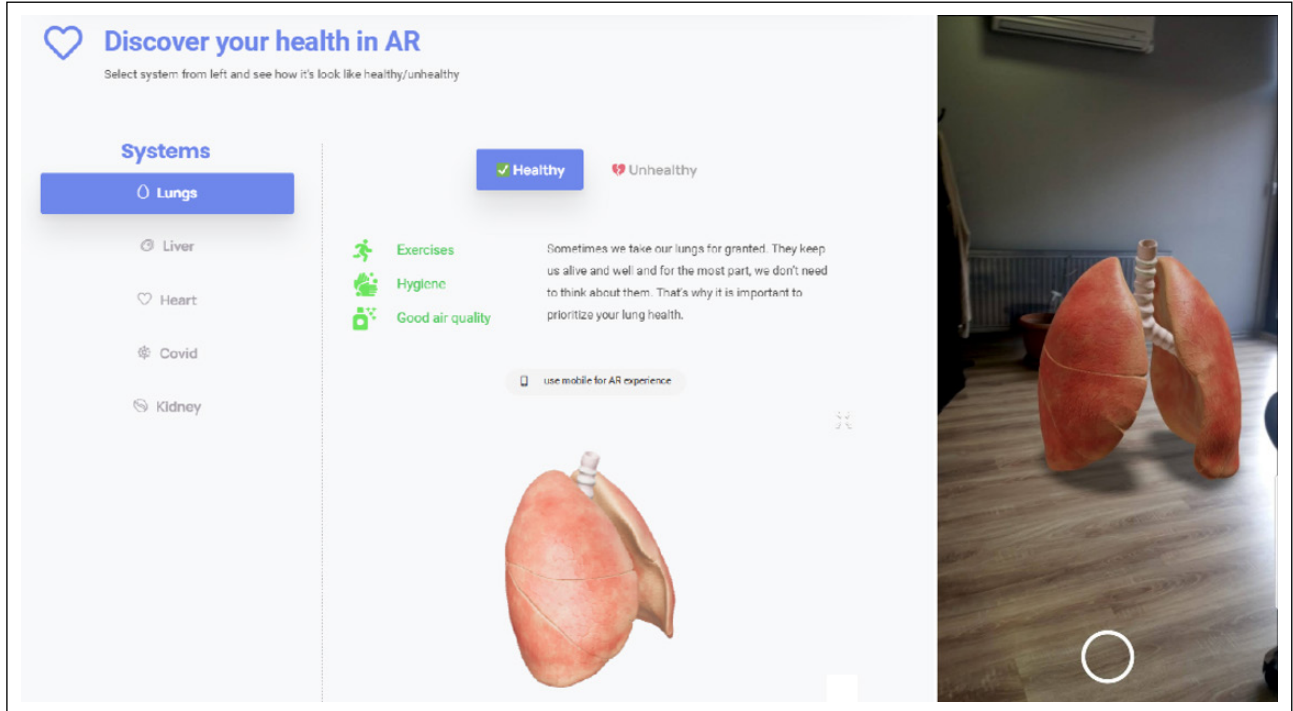 Discover your health in AR
Select system from left and see how it's look like healthy/unhealthy
Systems
Lungs
Liver
Heart
Covid
Kidney
✅ Healthy
💔 Unhealthy
Exercises
Hygiene
Good air quality
Sometimes we take our lungs for granted. They keep
us alive and well and for the most part, we don't need
to think about them. That's why it is important to
prioritize your lung health.
use mobile for AR experience